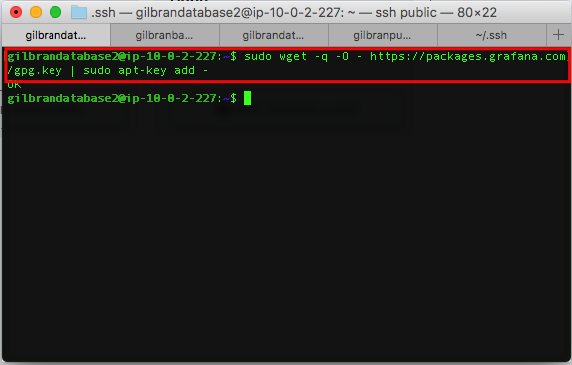 .ssh — gilbrandatabase2@ip-10-0-2-227: ~ — ssh public — 80×22
gilbrandat... gilbranba... gilbrandat... gilbranpu... ~/.ssh +
gilbrandatabase2@ip-10-0-2-227:~$ sudo wget -q -O - https://packages.grafana.com
/gpg.key | sudo apt-key add -
OK
gilbrandatabase2@ip-10-0-2-227:~$